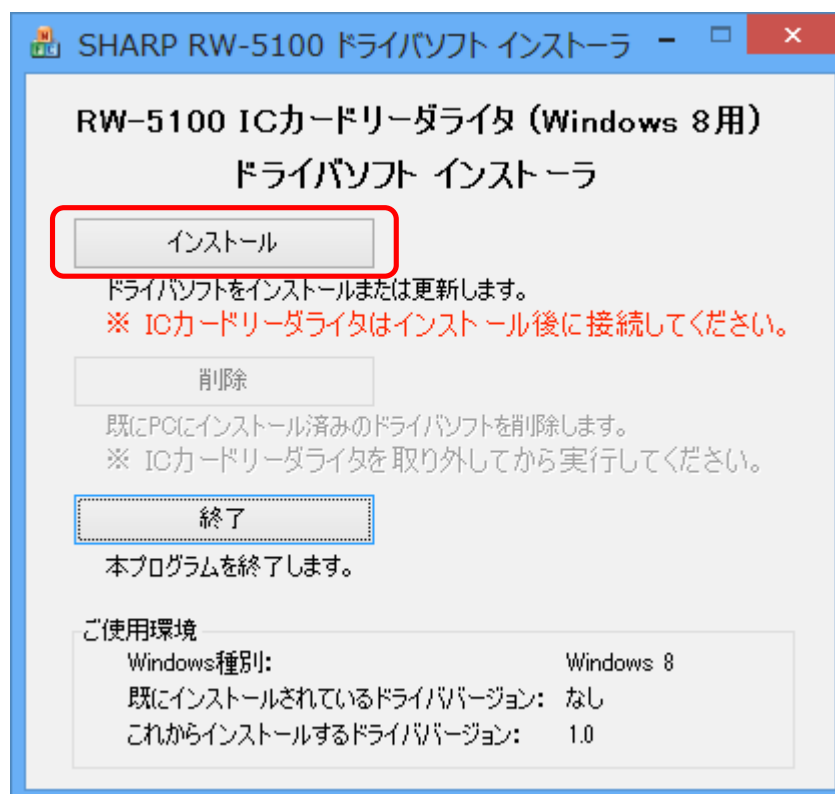 SHARP RW-5100 ドライバソフト インストーラ
RW-5100 ICカードリーダライタ (Windows 8用)
ドライバソフト インストーラ
インストール
ドライバソフトをインストールまたは更新します。
※ ICカードリーダライタはインストール後に接続してください。
削除
既にPCにインストール済みのドライバソフトを削除します。
※ ICカードリーダライタを取り外してから実行してください。
終了
本プログラムを終了します。
ご使用環境
Windows種別: Windows 8
既にインストールされているドライババージョン: なし
これからインストールするドライババージョン: 1.0